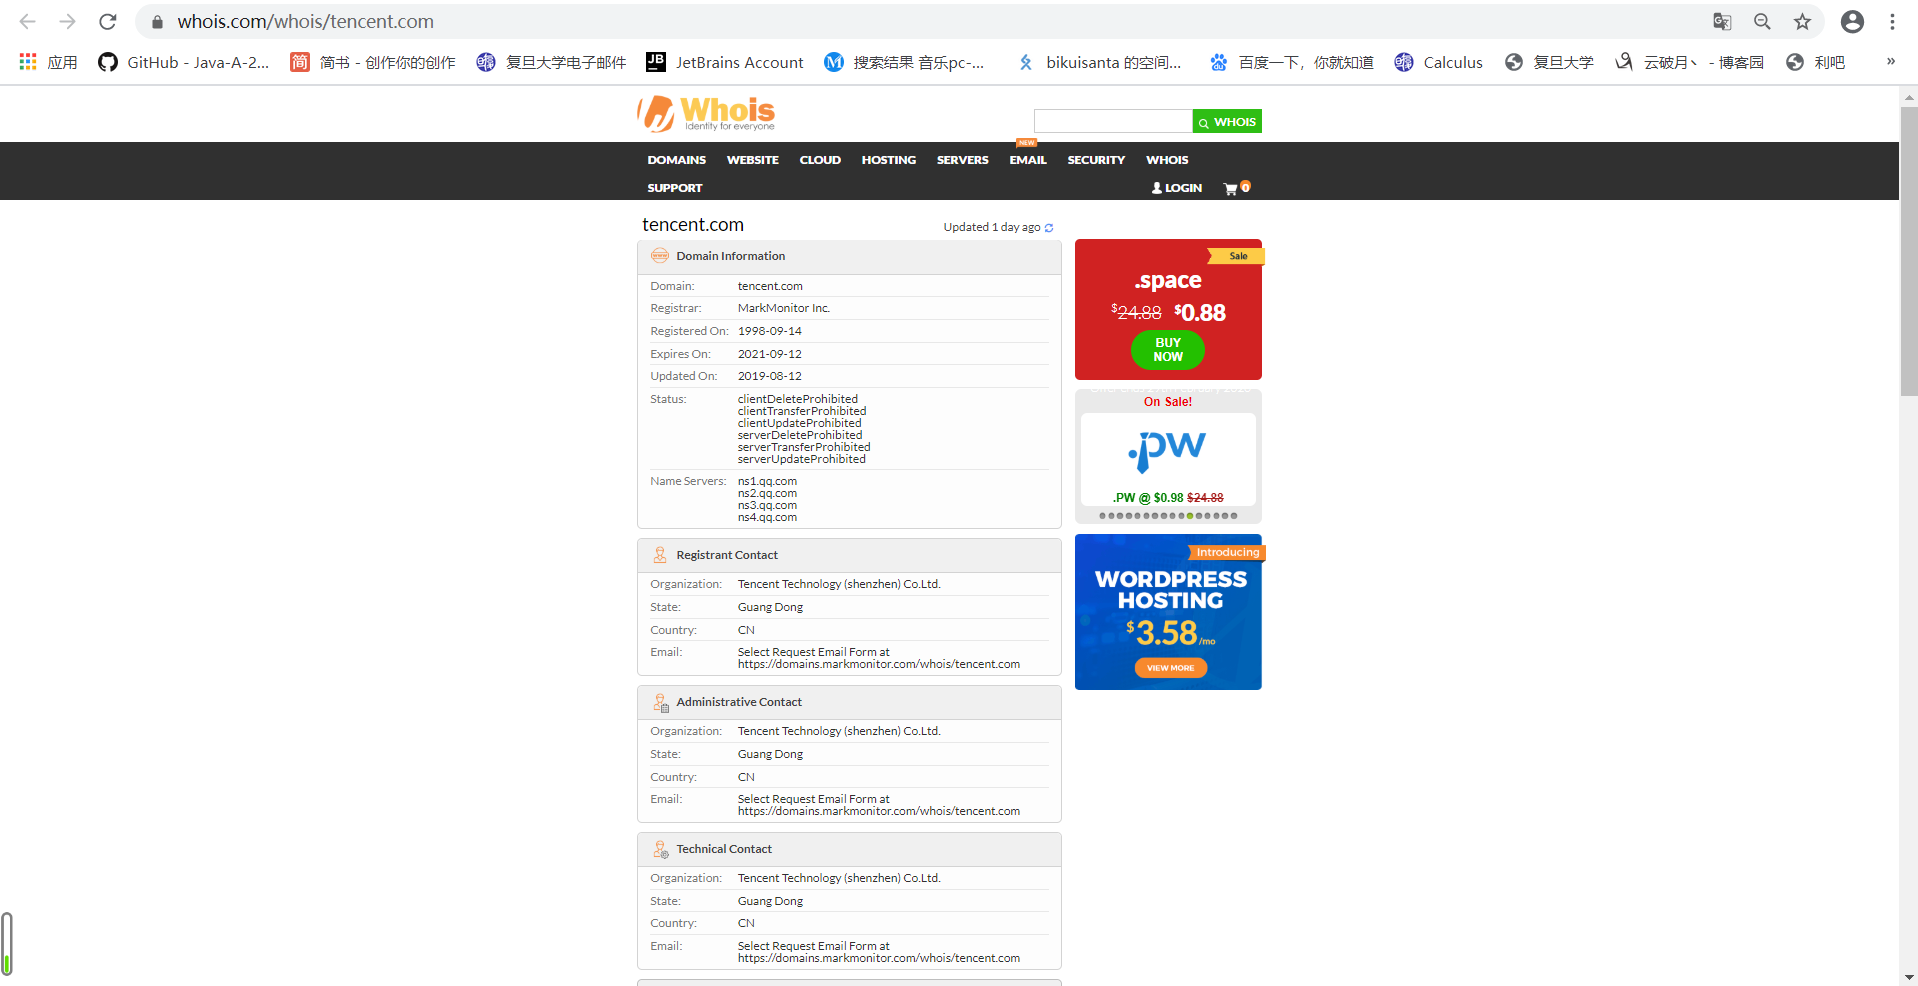 whois.com/whois/tencent.com
应用 GitHub - Java-A-2... 简书 - 创作你的创作 复旦大学电子邮件 JetBrains Account 搜索结果 音乐pc-... bikuisanta 的空间... 百度一下，你就知道 Calculus 复旦大学 云破月丶 - 博客园 利吧 »
Whois
Identity for everyone
WHOIS
NEW
DOMAINS WEBSITE CLOUD HOSTING SERVERS EMAIL SECURITY WHOIS
SUPPORT LOGIN 0
tencent.com Updated 1 day ago
Domain Information
Domain: tencent.com
Registrar: MarkMonitor Inc.
Registered On: 1998-09-14
Expires On: 2021-09-12
Updated On: 2019-08-12
Status: clientDeleteProhibited
clientTransferProhibited
clientUpdateProhibited
serverDeleteProhibited
serverTransferProhibited
serverUpdateProhibited
Name Servers: ns1.qq.com
ns2.qq.com
ns3.qq.com
ns4.qq.com
Registrant Contact
Organization: Tencent Technology (shenzhen) Co.Ltd.
State: Guang Dong
Country: CN
Email: Select Request Email Form at
https://domains.markmonitor.com/whois/tencent.com
Administrative Contact
Organization: Tencent Technology (shenzhen) Co.Ltd.
State: Guang Dong
Country: CN
Email: Select Request Email Form at
https://domains.markmonitor.com/whois/tencent.com
Technical Contact
Organization: Tencent Technology (shenzhen) Co.Ltd.
State: Guang Dong
Country: CN
Email: Select Request Email Form at
https://domains.markmonitor.com/whois/tencent.com
Sale
.space
$24.88 $0.88
BUY
NOW
On Sale!
.pw
.PW @ $0.98 $24.88
Introducing
WORDPRESS
HOSTING
$3.58/mo
VIEW MORE